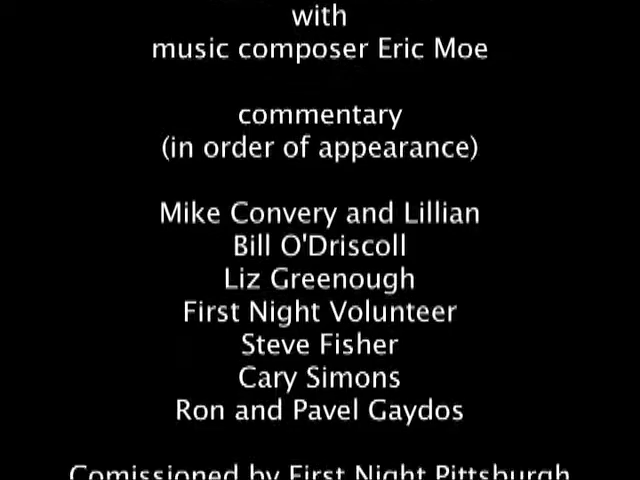 with
music composer Eric Moe
commentary
(in order of appearance)
Mike Convery and Lillian
Bill O'Driscoll
Liz Greenough
First Night Volunteer
Steve Fisher
Cary Simons
Ron and Pavel Gaydos
Comissioned by First Night Pittsburgh